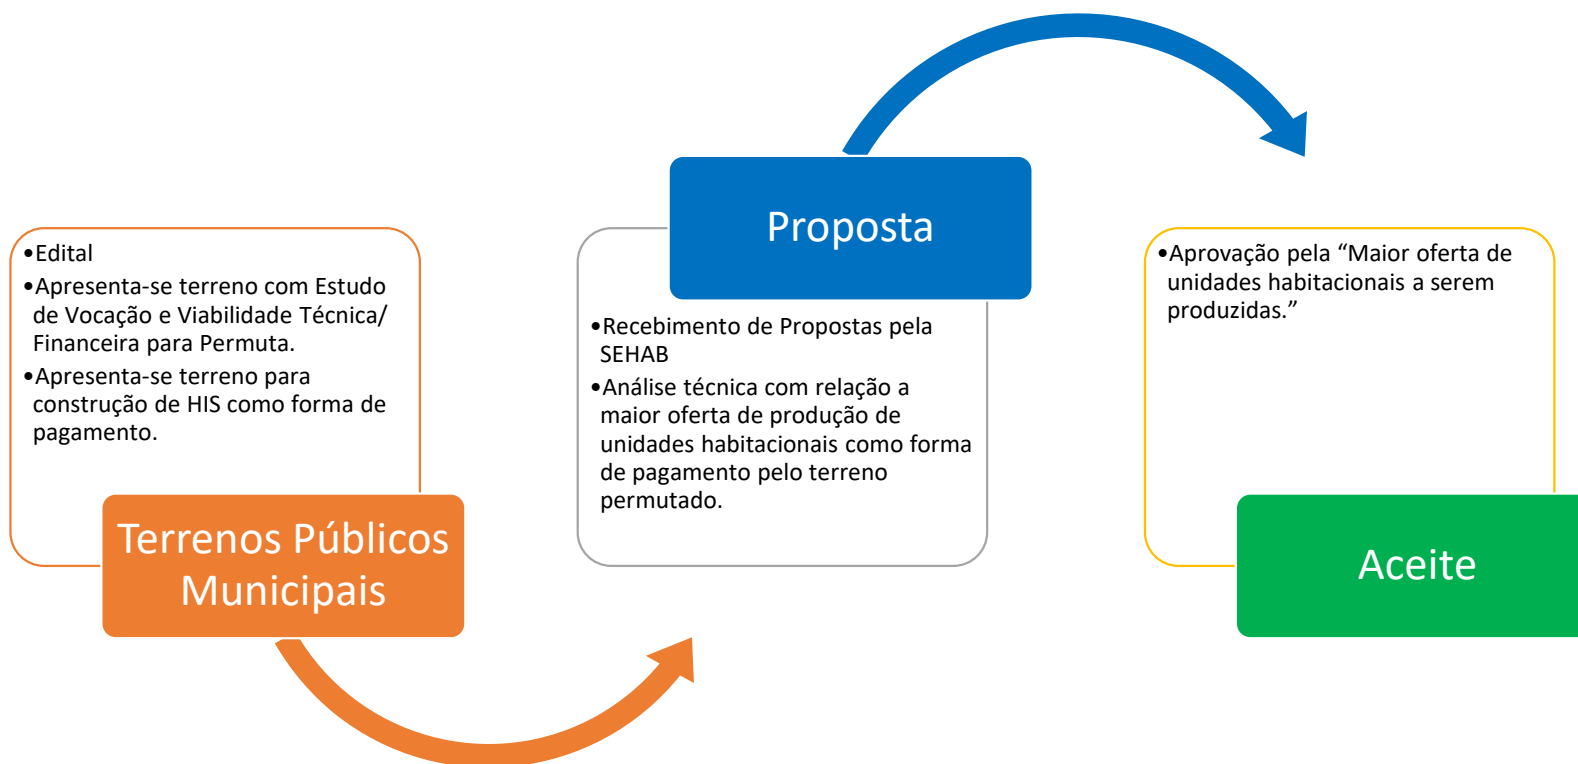 •Edital
•Apresenta-se terreno com Estudo
de Vocação e Viabilidade Técnica/
Financeira para Permuta.
•Apresenta-se terreno para
construção de HIS como forma de
pagamento.
Terrenos Públicos
Municipais
Proposta
•Recebimento de Propostas pela
SEHAB
•Análise técnica com relação a
maior oferta de produção de
unidades habitacionais como forma
de pagamento pelo terreno
permutado.
•Aprovação pela “Maior oferta de
unidades habitacionais a serem
produzidas.”
Aceite